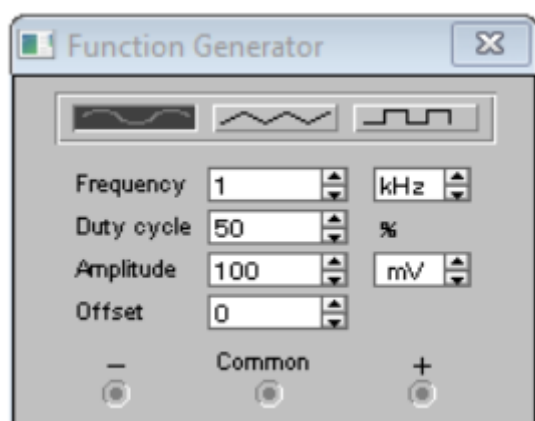 Function Generator
Frequency 1 kHz
Duty cycle 50 %
Amplitude 100 mV
Offset 0
− Common +